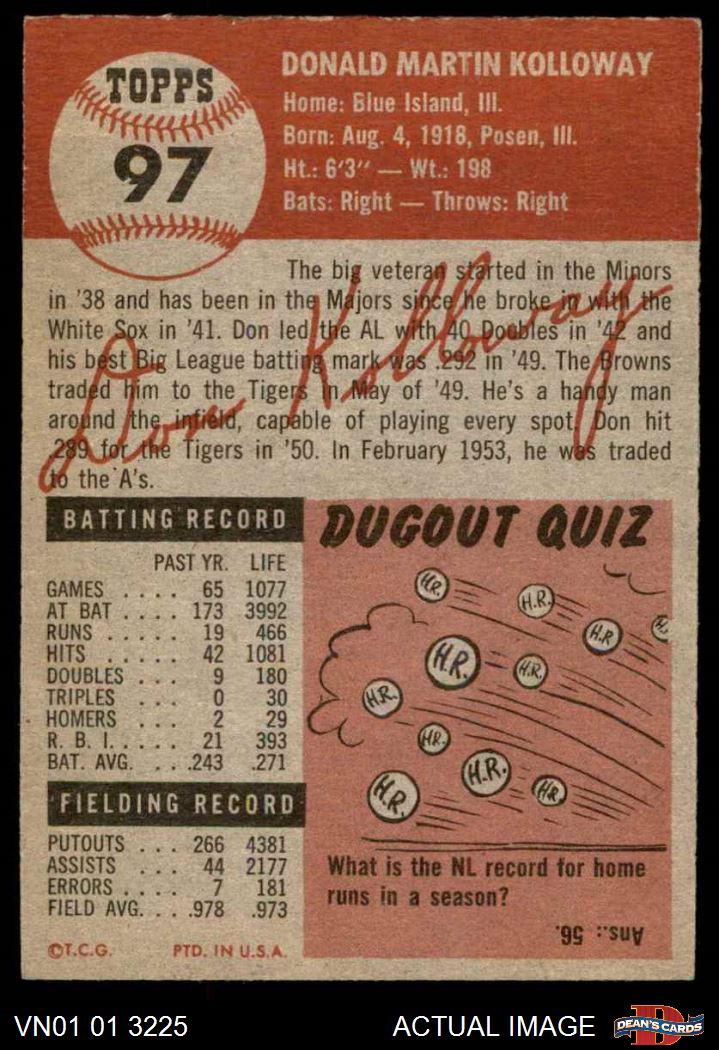 TOPPS
97
DONALD MARTIN KOLLOWAY
Home: Blue Island, Ill.
Born: Aug. 4, 1918, Posen, Ill.
Ht.: 6'3" — Wt.: 198
Bats: Right — Throws: Right
The big veteran started in the Minors
in '38 and has been in the Majors since he broke in with the
White Sox in '41. Don led the AL with 40 Doubles in '42 and
his best Big League batting mark was .292 in '49. The Browns
traded him to the Tigers in May of '49. He's a handy man
around the infield, capable of playing every spot. Don hit
.289 for the Tigers in '50. In February 1953, he was traded
to the A's.
Don Kolloway
BATTING RECORD
PAST YR. LIFE
GAMES . . . . 65 1077
AT BAT . . . . 173 3992
RUNS . . . . . 19 466
HITS . . . . . 42 1081
DOUBLES . . . 9 180
TRIPLES . . . 0 30
HOMERS . . . 2 29
R. B. I. . . . . 21 393
BAT. AVG. . . .243 .271
FIELDING RECORD
PUTOUTS . . . 266 4381
ASSISTS . . . . 44 2177
ERRORS . . . . 7 181
FIELD AVG. . . .978 .973
©T.C.G. PTD. IN U.S.A.
DUGOUT QUIZ
H.R.
H.R.
H.R.
H.R.
H.R.
H.R.
H.R.
H.R.
H.R.
H.R.
What is the NL record for home
runs in a season?
Ans.: 56.
VN01 01 3225 ACTUAL IMAGE
D
DEAN'S CARDS